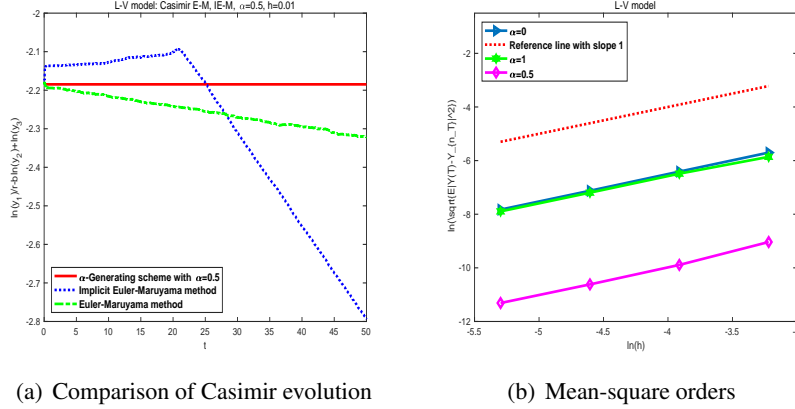 L-V model: Casimir E-M, IE-M, α=0.5, h=0.01
-2
-2.1
-2.2
-2.3
-2.4
-2.5
-2.6
-2.7
-2.8
ln(y_1)/r-bln(y_2)+ln(y_3)
α-Generating scheme with α=0.5
Implicit Euler-Maruyama method
Euler-Maruyama method
0 5 10 15 20 25 30 35 40 45 50
t
(a) Comparison of Casimir evolution
L-V model
α=0
Reference line with slope 1
α=1
α=0.5
-2
-4
-6
-8
-10
-12
ln(\sqrt(E|Y(T)-Y_{n_T}|^2))
-5.5 -5 -4.5 -4 -3.5 -3
ln(h)
(b) Mean-square orders